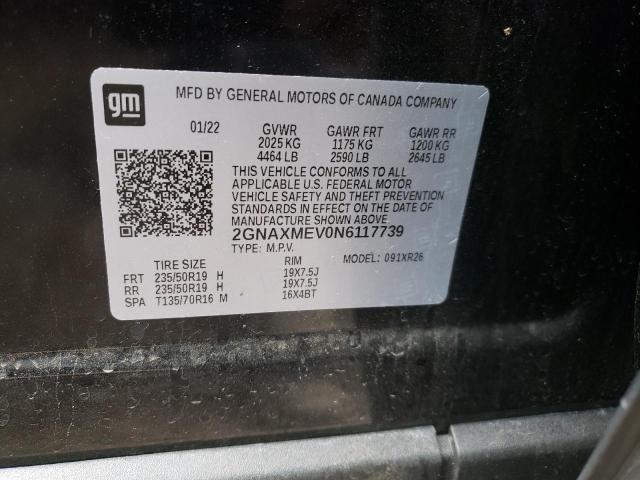 gm
MFD BY GENERAL MOTORS OF CANADA COMPANY
01/22 GVWR GAWR FRT GAWR RR
2025 KG 1175 KG 1200 KG
4464 LB 2590 LB 2645 LB
THIS VEHICLE CONFORMS TO ALL
APPLICABLE U.S. FEDERAL MOTOR
VEHICLE SAFETY AND THEFT PREVENTION
STANDARDS IN EFFECT ON THE DATE OF
MANUFACTURE SHOWN ABOVE.
2GNAXMEV0N6117739
TYPE: M.P.V. MODEL: 091XR26
TIRE SIZE RIM
FRT 235/50R19 H 19X7.5J
RR 235/50R19 H 19X7.5J
SPA T135/70R16 M 16X4BT